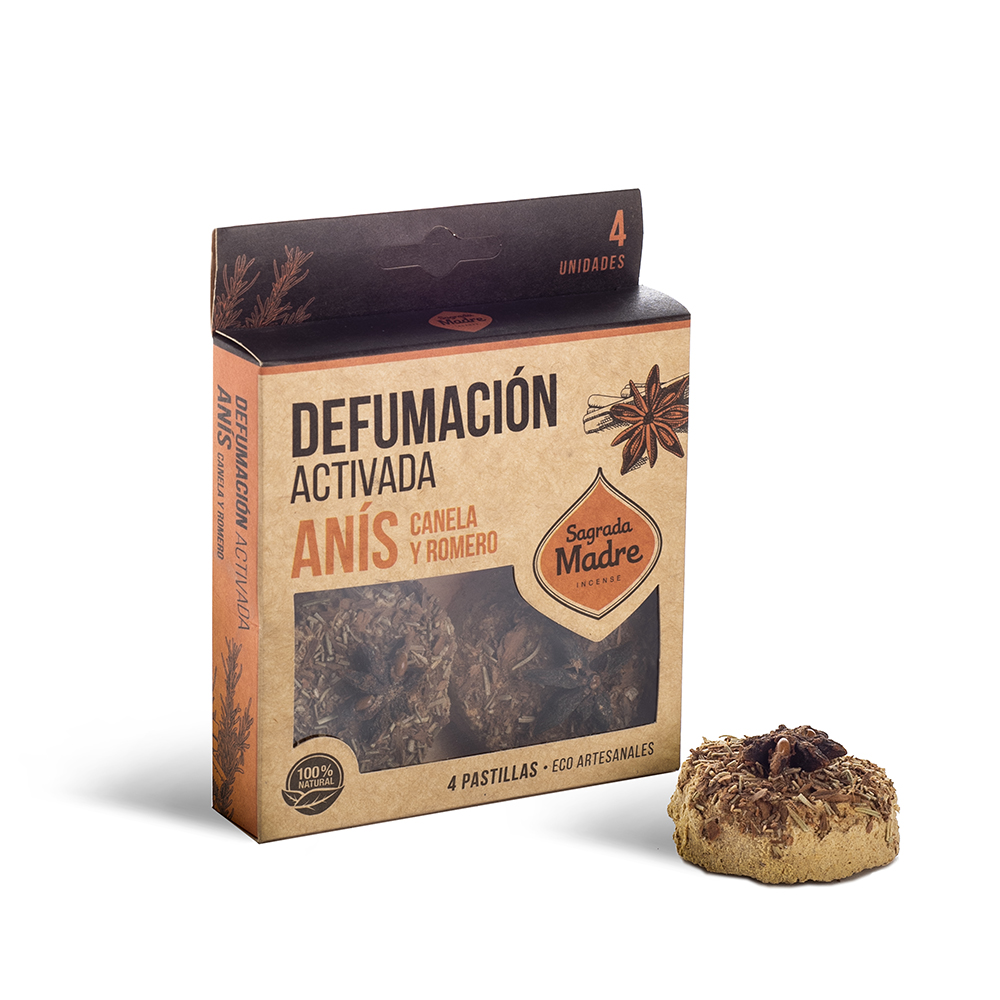 4
UNIDADES
Sagrada
Madre
DEFUMACIÓN
ACTIVADA
ANÍS
CANELA
Y ROMERO
Sagrada
Madre
INCENSE
100%
NATURAL
4 PASTILLAS • ECO ARTESANALES
DEFUMACIÓN ACTIVADA
ANÍS CANELA Y ROMERO